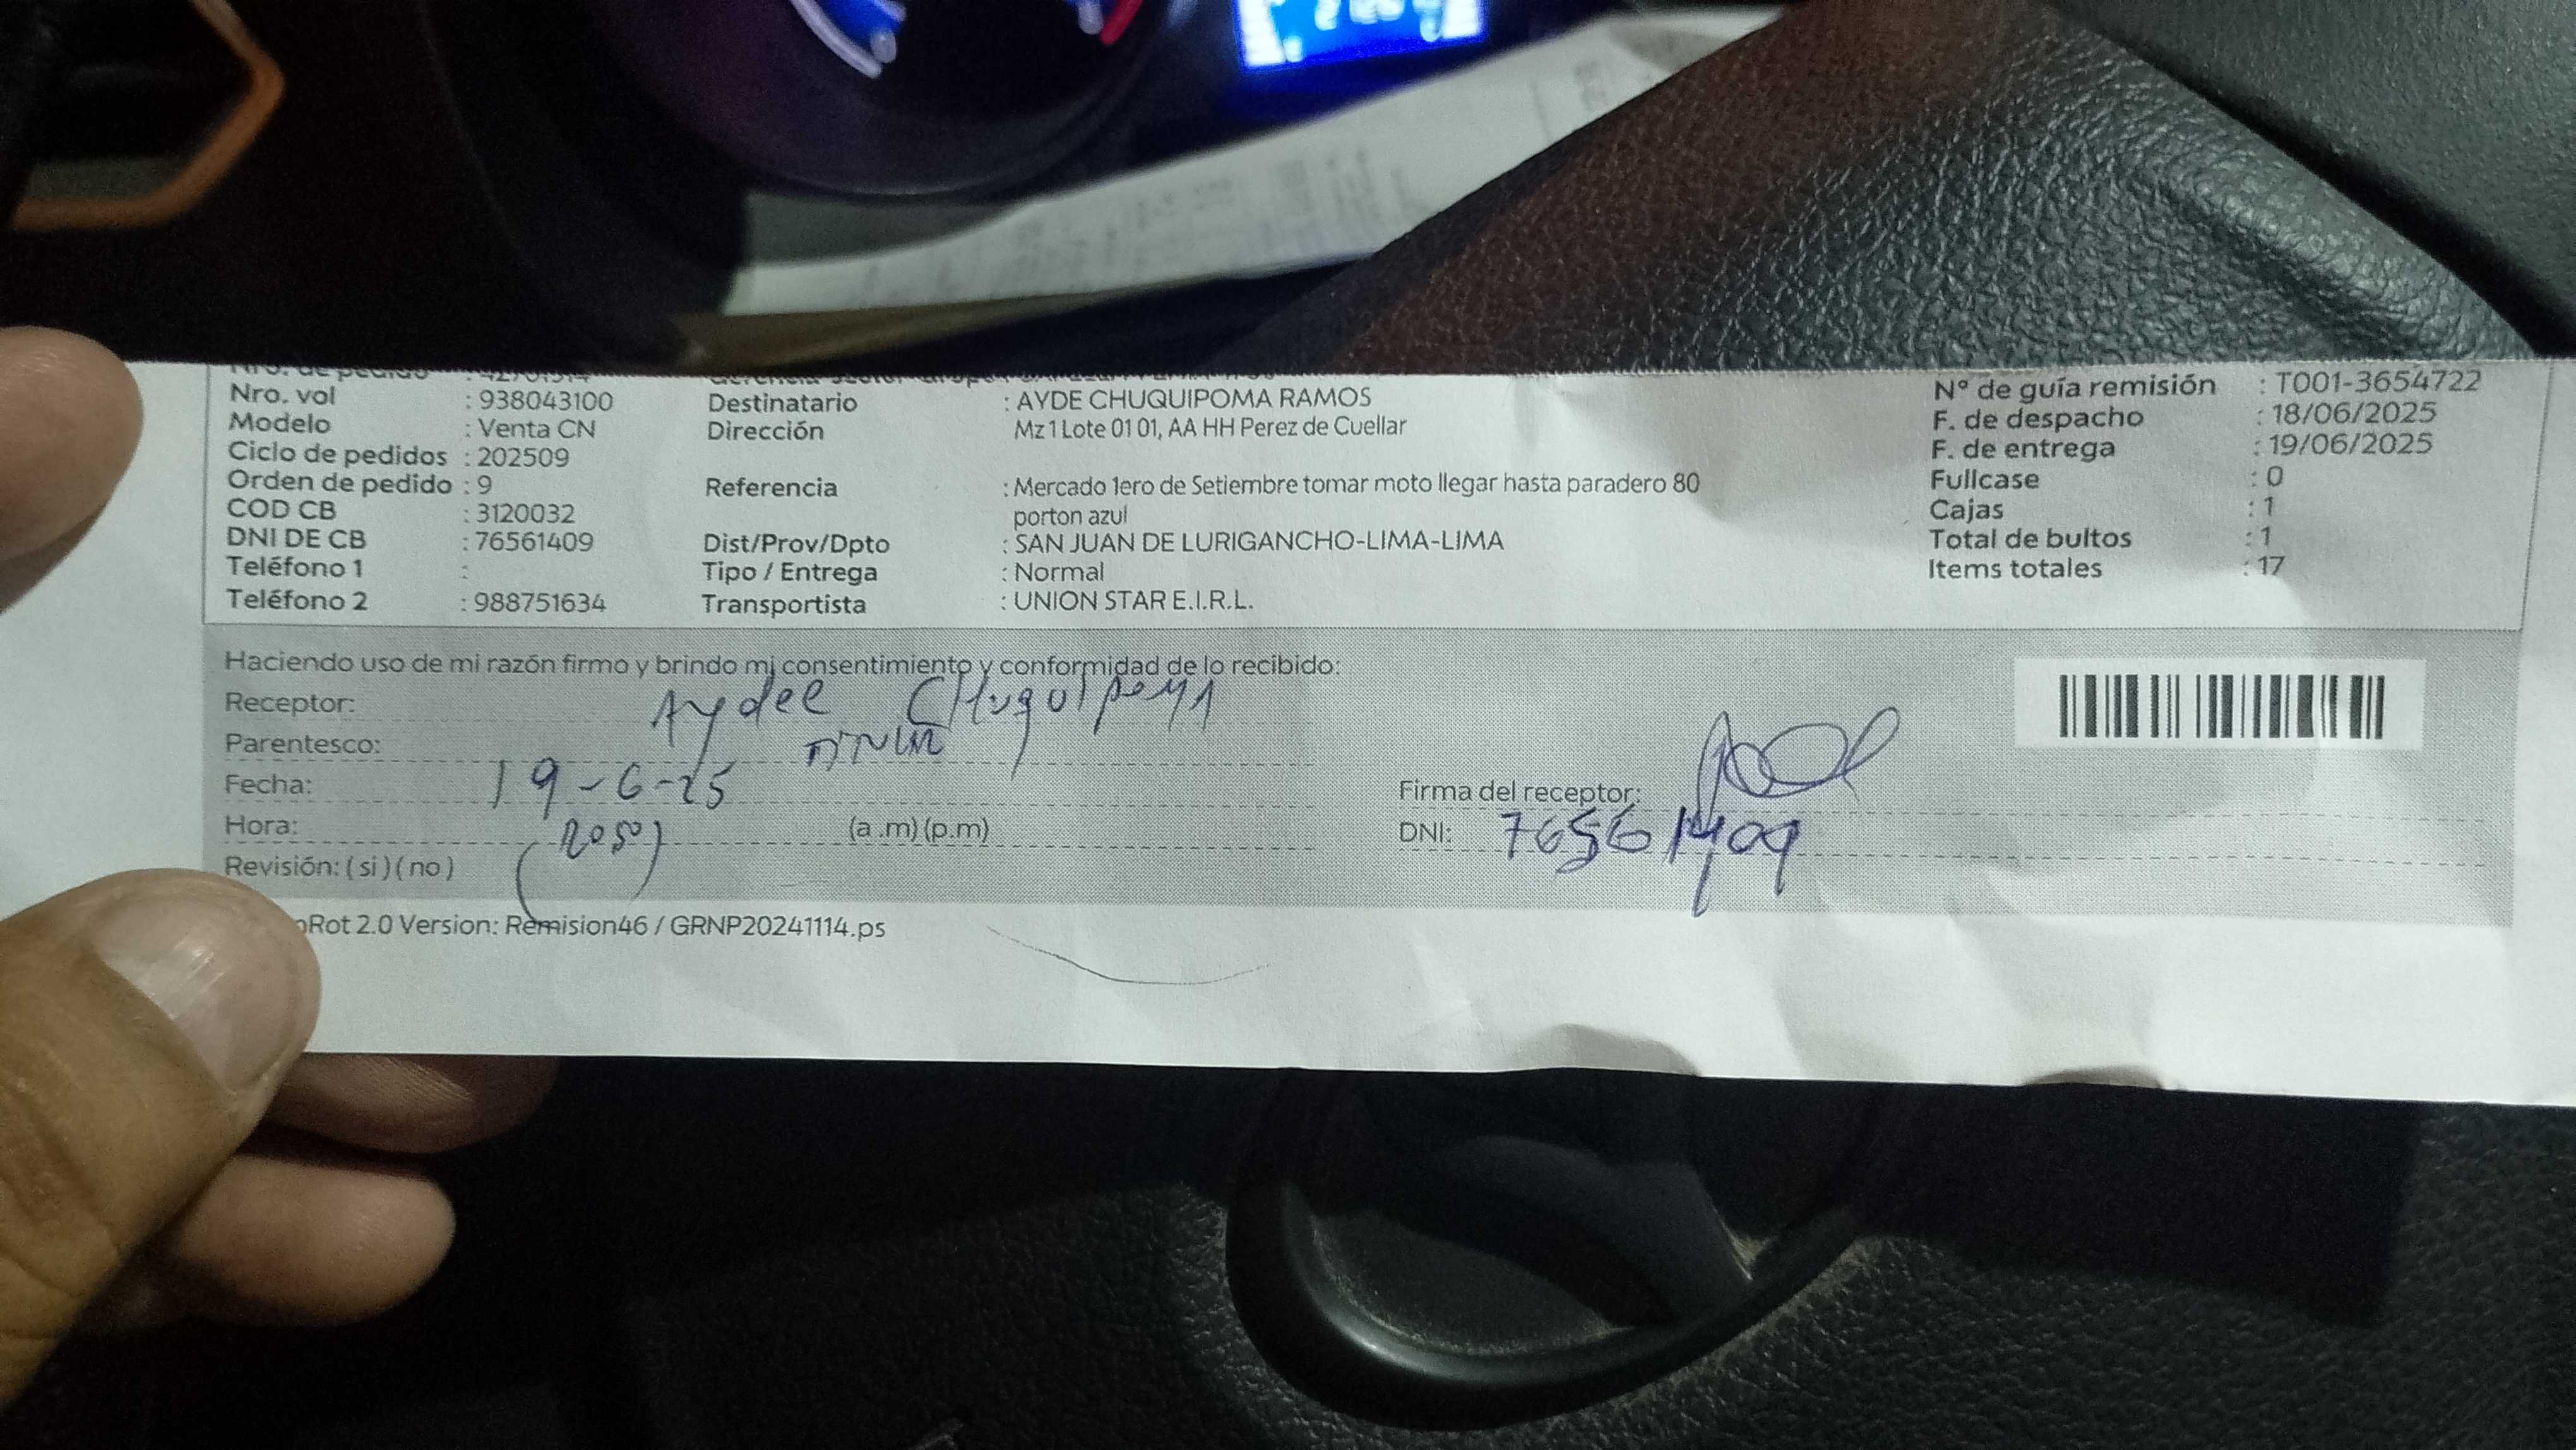 Nro. de pedido
Nro. vol : 938043100
Modelo : Venta CN
Ciclo de pedidos : 202509
Orden de pedido : 9
COD CB : 3120032
DNI DE CB : 76561409
Teléfono 1 :
Teléfono 2 : 988751634
Destinatario : AYDE CHUQUIPOMA RAMOS
Dirección Mz 1 Lote 01 01, AA HH Perez de Cuellar
Referencia : Mercado 1ero de Setiembre tomar moto llegar hasta paradero 80
porton azul
Dist/Prov/Dpto : SAN JUAN DE LURIGANCHO-LIMA-LIMA
Tipo / Entrega : Normal
Transportista : UNION STAR E.I.R.L.
N° de guía remisión : T001-3654722
F. de despacho : 18/06/2025
F. de entrega : 19/06/2025
Fullcase : 0
Cajas : 1
Total de bultos : 1
Items totales : 17
Haciendo uso de mi razón firmo y brindo mi consentimiento y conformidad de lo recibido:
Receptor: Aydee
Parentesco:
Fecha: 19-6-25
Hora: (2050) (a .m) (p.m)
Revisión: ( si ) ( no )
Firma del receptor:
DNI: 76561409
Rot 2.0 Version: Remision46 / GRNP20241114.ps